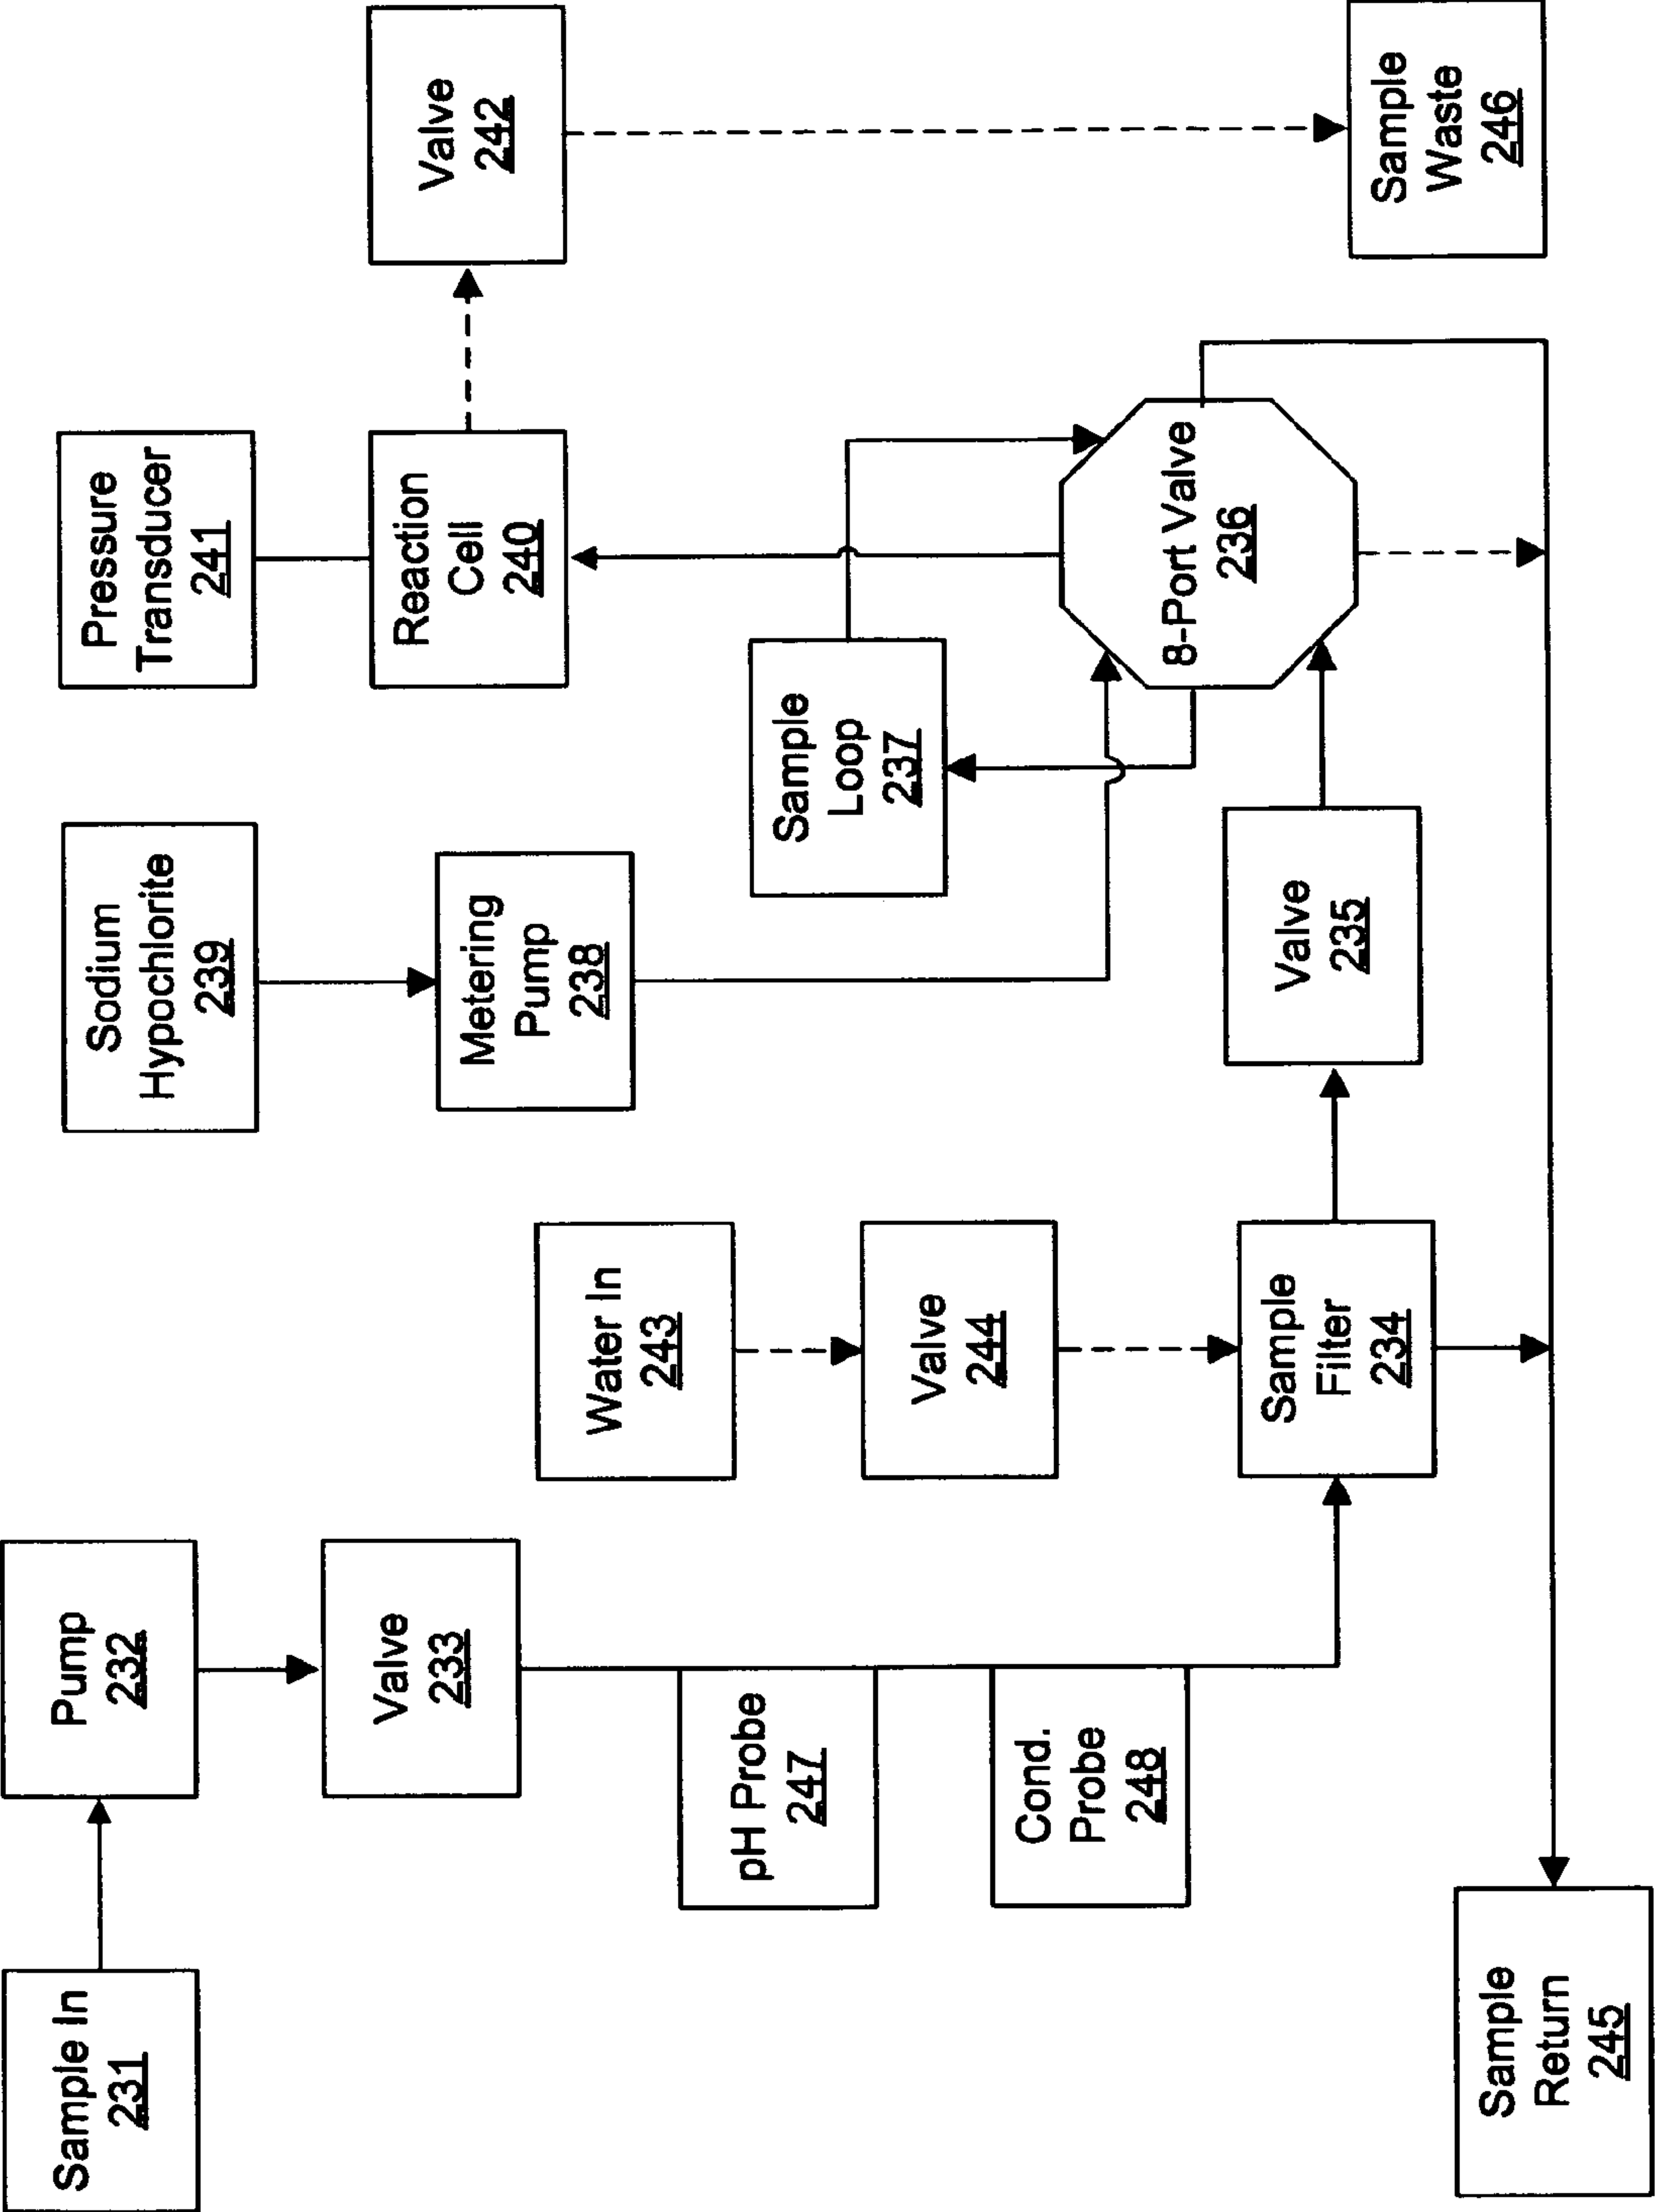 Sample In
231
Pump
232
Sodium
Hypochlorite
239
Pressure
Transducer
241
Valve
233
Metering
Pump
238
Reaction
Cell
240
Valve
242
Water In
243
pH Probe
247
Sample
Loop
237
Valve
244
Cond.
Probe
248
8-Port Valve
236
Sample
Filter
234
Valve
235
Sample
Return
245
Sample
Waste
246